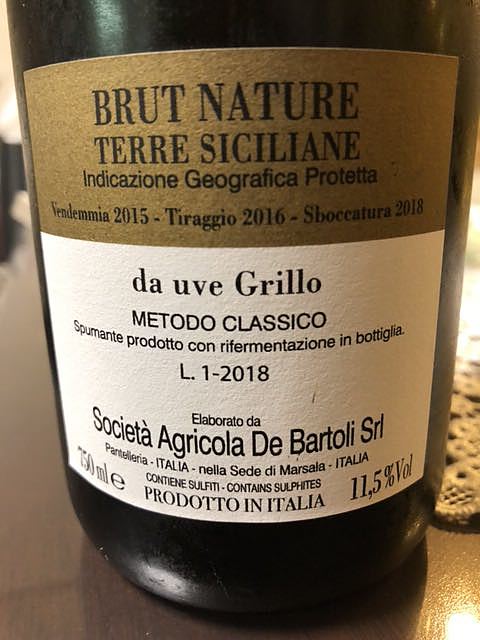 BRUT NATURE
TERRE SICILIANE
Indicazione Geografica Protetta
Vendemmia 2015 - Tiraggio 2016 - Sboccatura 2018
da uve Grillo
METODO CLASSICO
Spumante prodotto con rifermentazione in bottiglia.
L. 1-2018
Elaborato da
Società Agricola De Bartoli Srl
Pantelleria - ITALIA - nella Sede di Marsala - ITALIA
CONTIENE SULFITI - CONTAINS SULPHITES
750 ml e PRODOTTO IN ITALIA 11,5%Vol